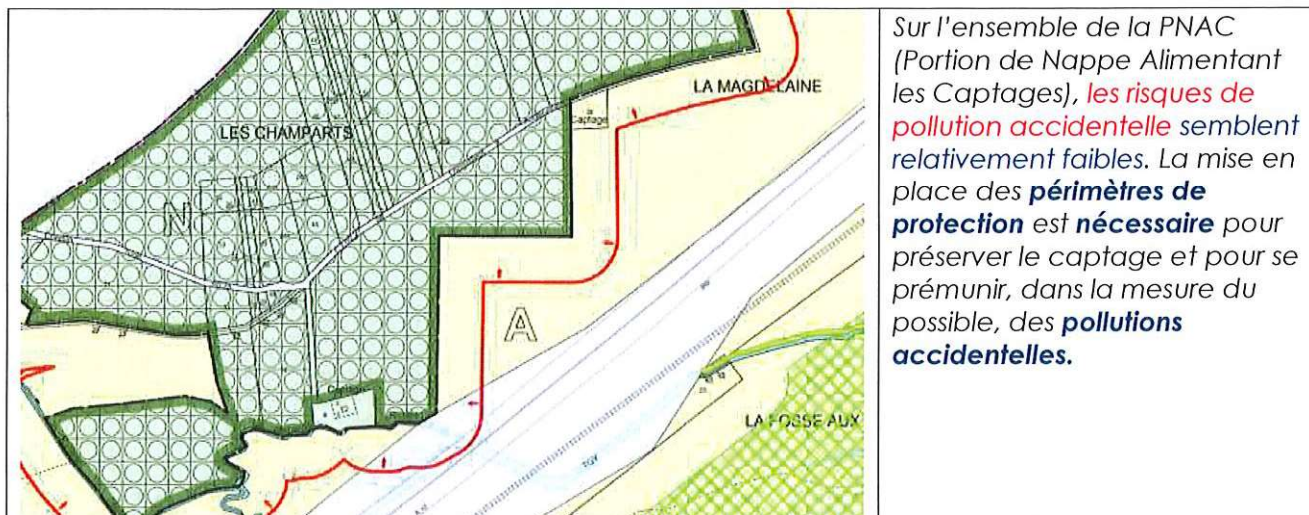 LA MAGDELAINE
Captage
LES CHAMPARTS
N
A
Captage
LA FOSSE AUX
TGV
Sur l'ensemble de la PNAC
(Portion de Nappe Alimentant
les Captages), les risques de
pollution accidentelle semblent
relativement faibles. La mise en
place des périmètres de
protection est nécessaire pour
préserver le captage et pour se
prémunir, dans la mesure du
possible, des pollutions
accidentelles.